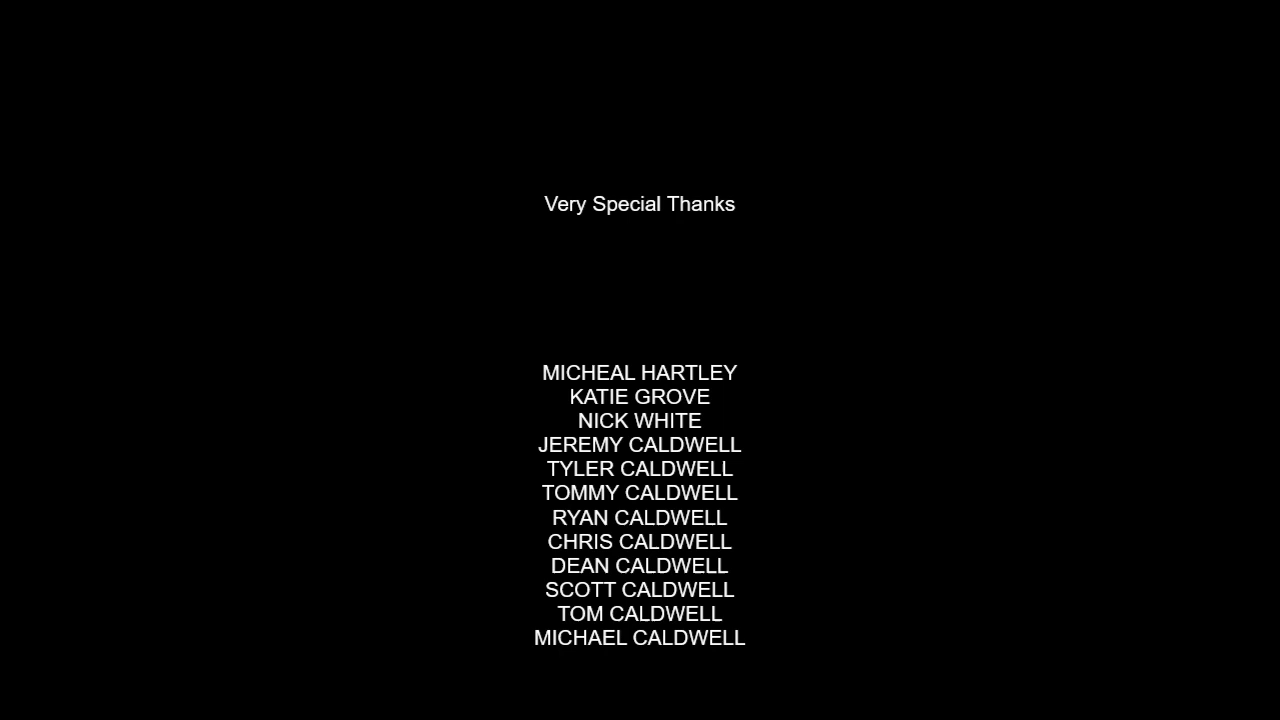 Very Special Thanks
MICHEAL HARTLEY
KATIE GROVE
NICK WHITE
JEREMY CALDWELL
TYLER CALDWELL
TOMMY CALDWELL
RYAN CALDWELL
CHRIS CALDWELL
DEAN CALDWELL
SCOTT CALDWELL
TOM CALDWELL
MICHAEL CALDWELL